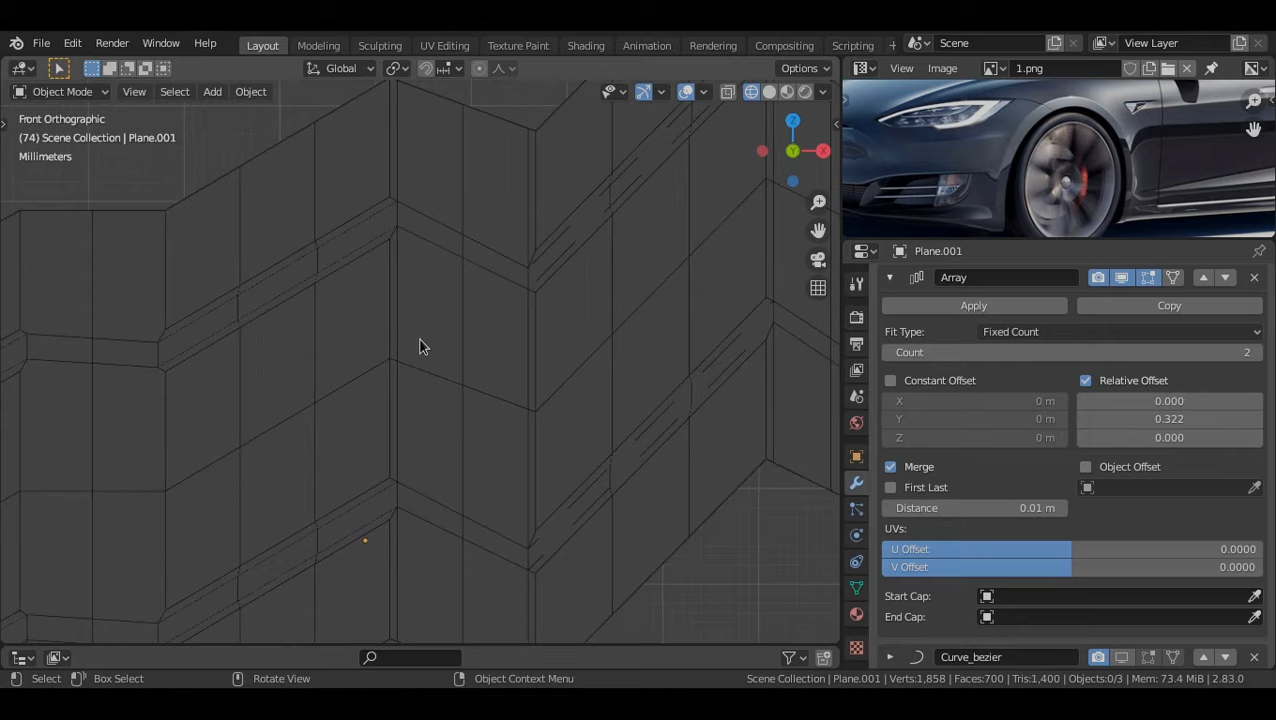 File Edit Render Window Help Layout Modeling Sculpting UV Editing Texture Paint Shading Animation Rendering Compositing Scripting + Scene View Layer
Global Options View Image 1.png
Object Mode View Select Add Object
Front Orthographic
(74) Scene Collection | Plane.001
Millimeters
Z
Y X
Plane.001
Array
Apply Copy
Fit Type: Fixed Count
Count 2
Constant Offset Relative Offset
X 0 m 0.000
Y 0 m 0.322
Z 0 m 0.000
Merge Object Offset
First Last
Distance 0.01 m
UVs:
U Offset 0.0000
V Offset 0.0000
Start Cap:
End Cap:
Curve_bezier
Select Box Select Rotate View Object Context Menu Scene Collection | Plane.001 | Verts:1,858 | Faces:700 | Tris:1,400 | Objects:0/3 | Mem: 73.4 MiB | 2.83.0